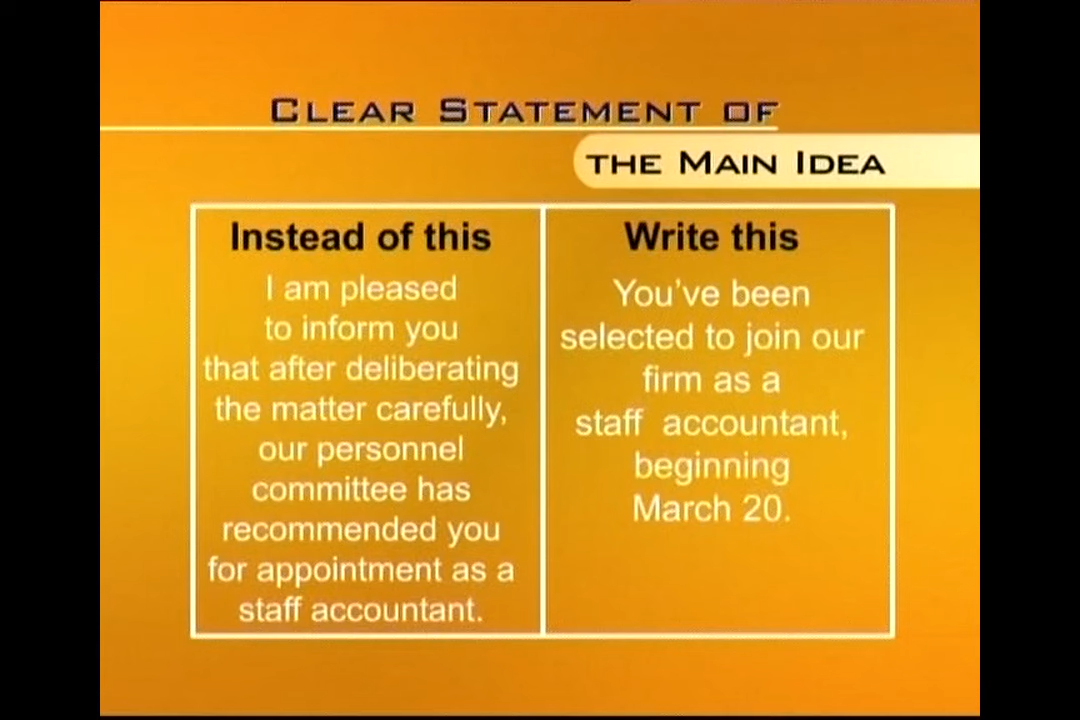 CLEAR STATEMENT OF
THE MAIN IDEA
Instead of this
I am pleased
to inform you
that after deliberating
the matter carefully,
our personnel
committee has
recommended you
for appointment as a
staff accountant.
Write this
You've been
selected to join our
firm as a
staff accountant,
beginning
March 20.